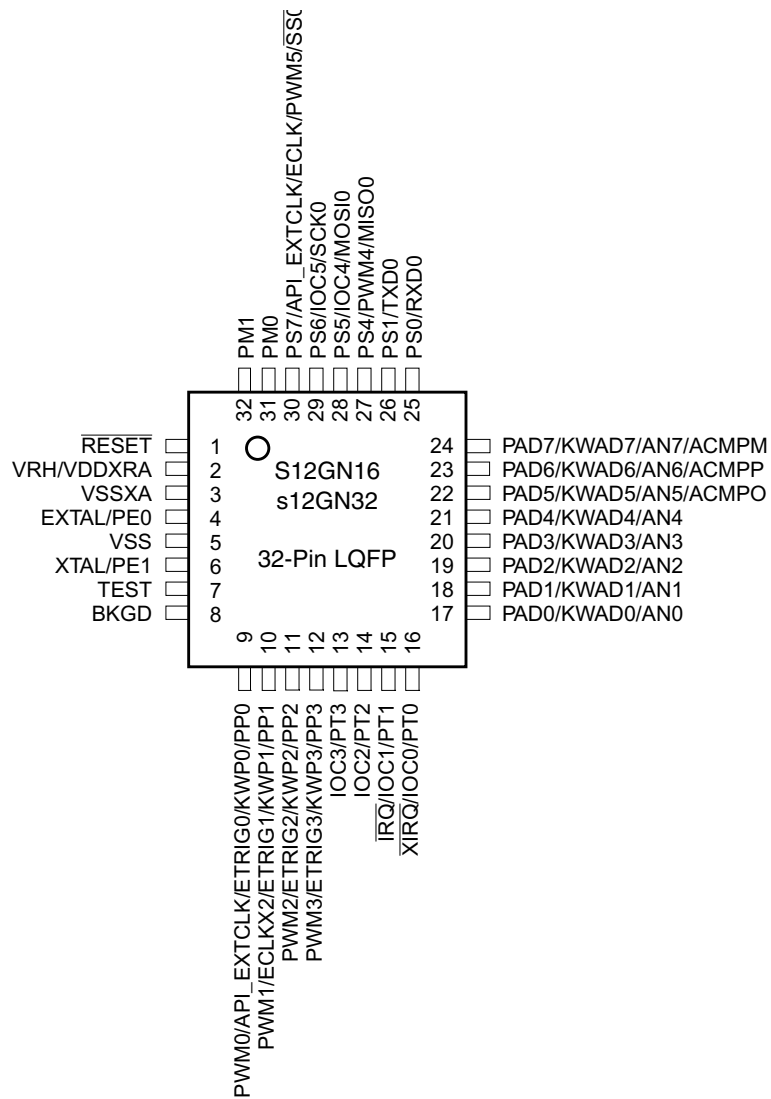 PS7/API_EXTCLK/ECLK/PWM5/SS0
PS6/IOC5/SCK0
PS5/IOC4/MOSI0
PS4/PWM4/MISO0
PS1/TXD0
PS0/RXD0
PM1
PM0
32
31
30
29
28
27
26
25
RESET 1
VRH/VDDXRA 2
VSSXA 3
EXTAL/PE0 4
VSS 5
XTAL/PE1 6
TEST 7
BKGD 8
S12GN16
s12GN32
32-Pin LQFP
24 PAD7/KWAD7/AN7/ACMPM
23 PAD6/KWAD6/AN6/ACMPP
22 PAD5/KWAD5/AN5/ACMPO
21 PAD4/KWAD4/AN4
20 PAD3/KWAD3/AN3
19 PAD2/KWAD2/AN2
18 PAD1/KWAD1/AN1
17 PAD0/KWAD0/AN0
9
10
11
12
13
14
15
16
PWM0/API_EXTCLK/ETRIG0/KWP0/PP0
PWM1/ECLKX2/ETRIG1/KWP1/PP1
PWM2/ETRIG2/KWP2/PP2
PWM3/ETRIG3/KWP3/PP3
IOC3/PT3
IOC2/PT2
IRQ/IOC1/PT1
XIRQ/IOC0/PT0